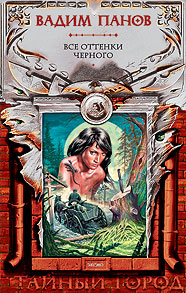 ВАДИМ ПАНОВ
ВСЕ ОТТЕНКИ
ЧЕРНОГО
ТАЙНЫЙ ГОРОД